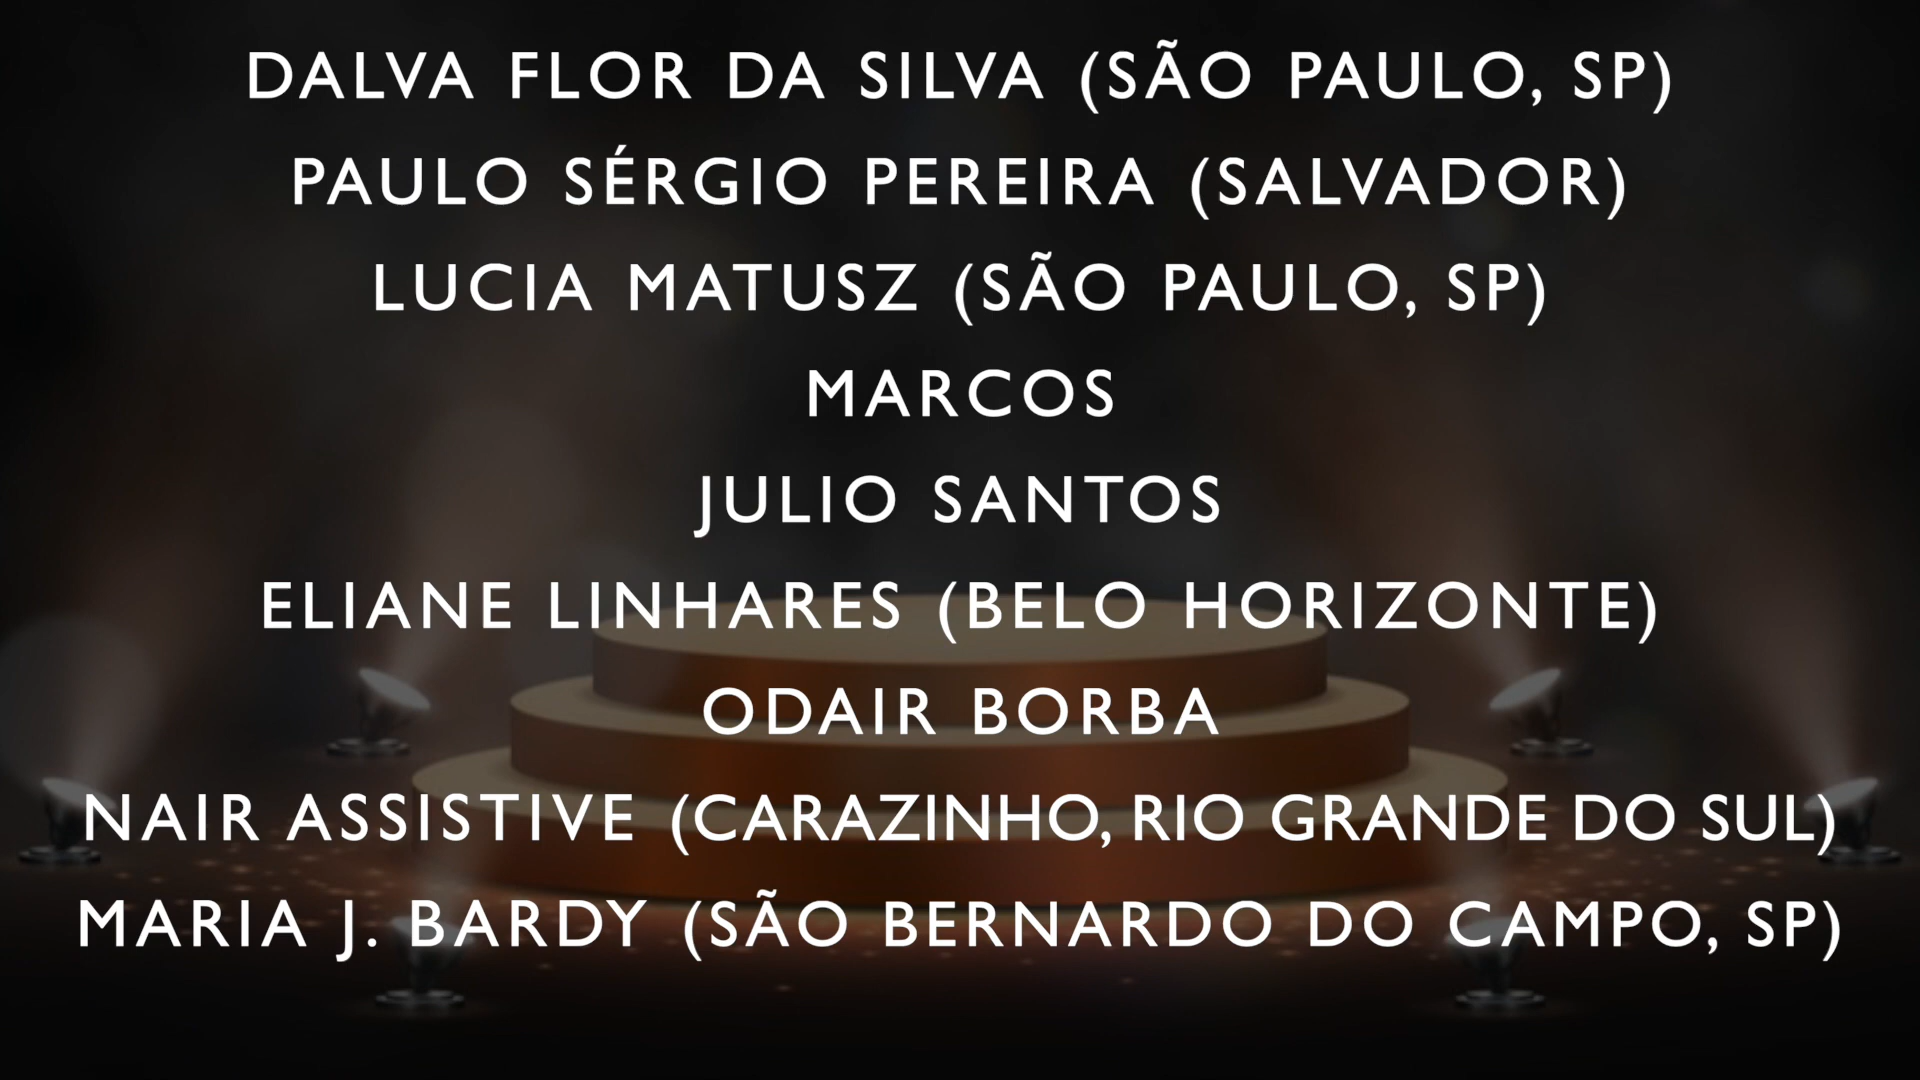 DALVA FLOR DA SILVA (SÃO PAULO, SP)
PAULO SÉRGIO PEREIRA (SALVADOR)
LUCIA MATUSZ (SÃO PAULO, SP)
MARCOS
JULIO SANTOS
ELIANE LINHARES (BELO HORIZONTE)
ODAIR BORBA
NAIR ASSISTIVE (CARAZINHO, RIO GRANDE DO SUL)
MARIA J. BARDY (SÃO BERNARDO DO CAMPO, SP)